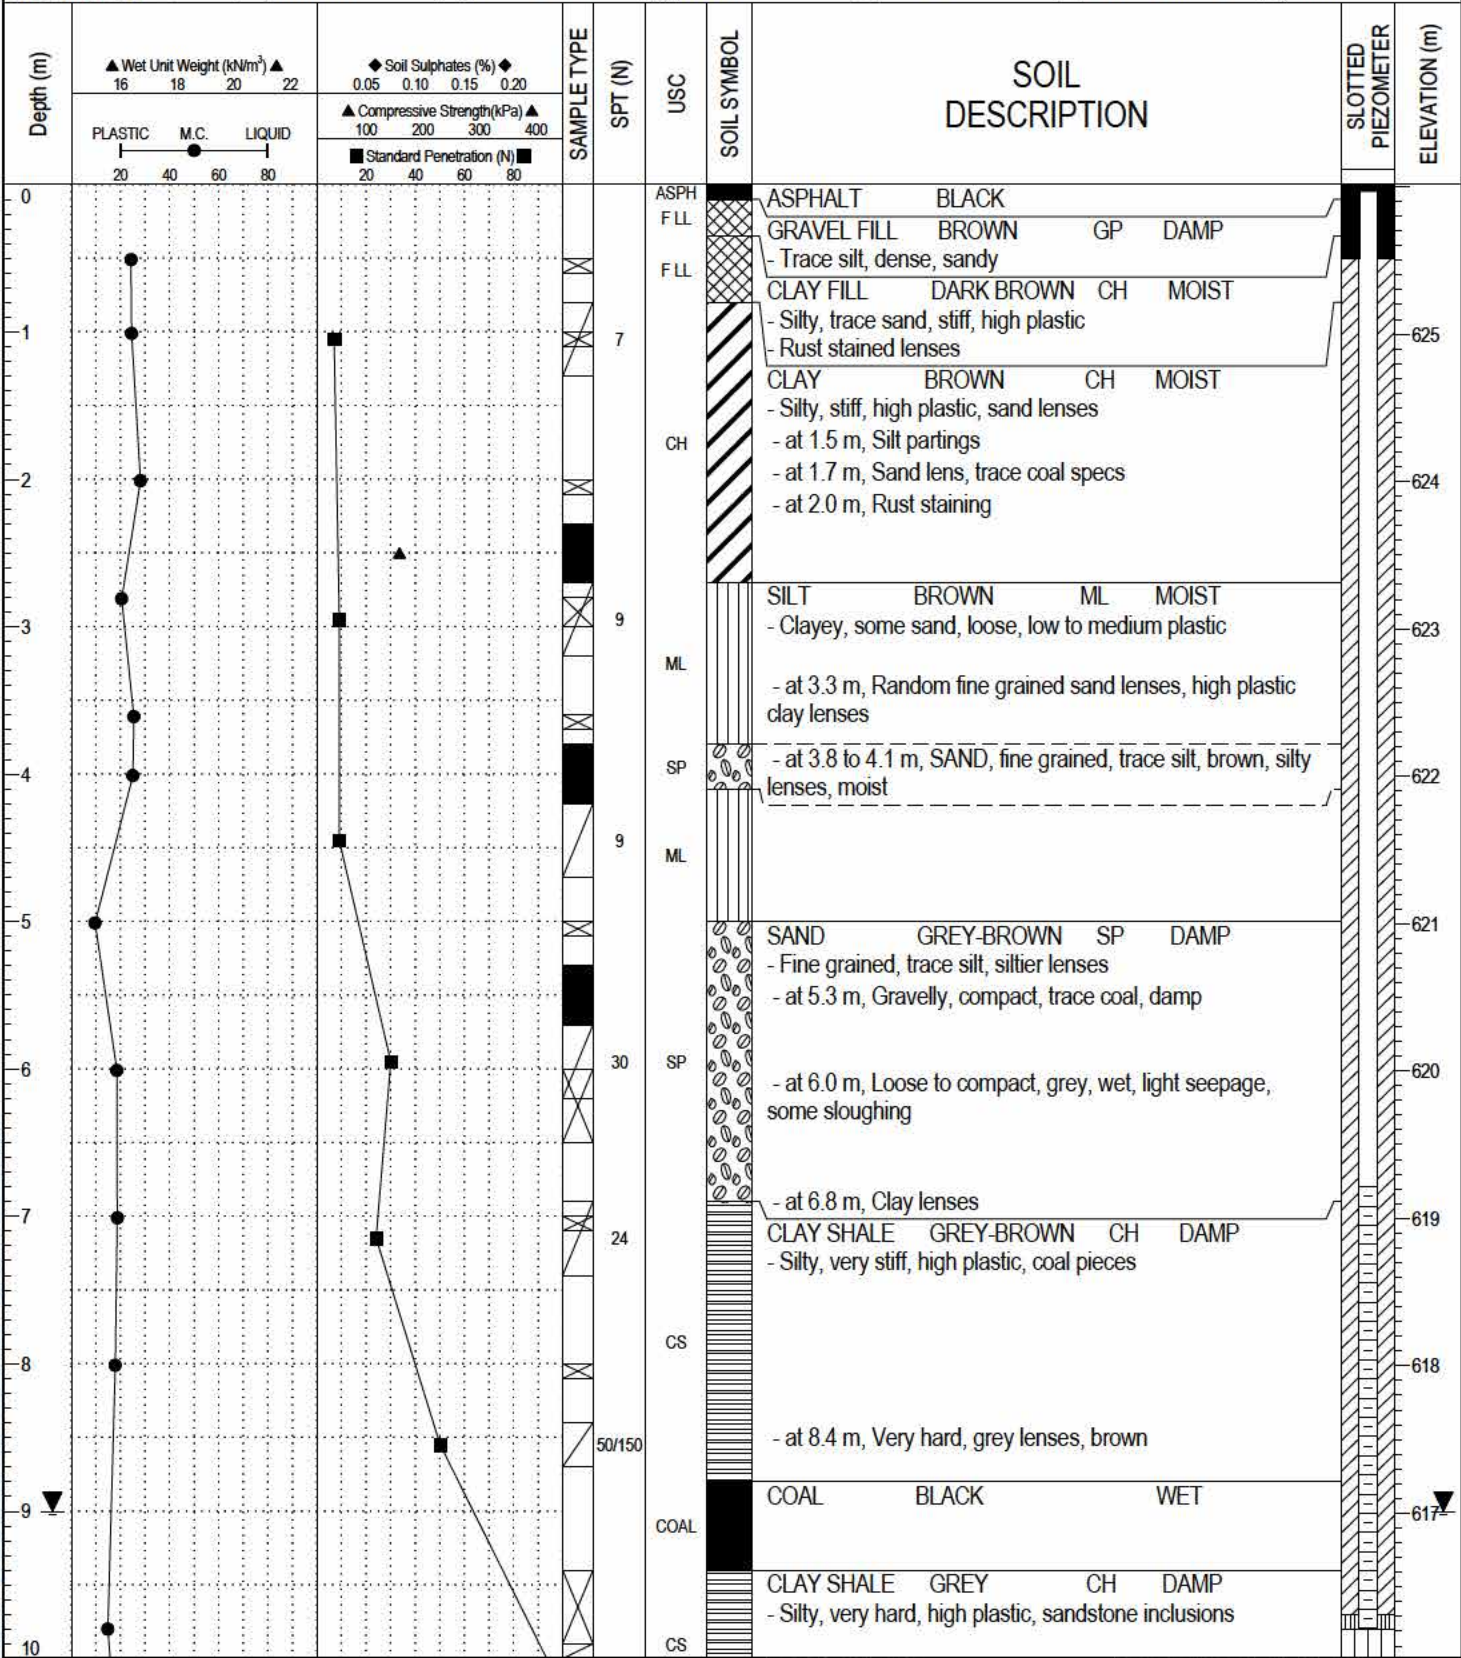 Depth (m)
▲ Wet Unit Weight (kN/m³) ▲
16 18 20 22
PLASTIC M.C. LIQUID
20 40 60 80
◆ Soil Sulphates (%) ◆
0.05 0.10 0.15 0.20
▲ Compressive Strength(kPa) ▲
100 200 300 400
■ Standard Penetration (N) ■
20 40 60 80
SAMPLE TYPE
SPT (N)
USC
SOIL SYMBOL
SOIL
DESCRIPTION
SLOTTED
PIEZOMETER
ELEVATION (m)
0
ASPH
ASPHALT BLACK
F LL
GRAVEL FILL BROWN GP DAMP
- Trace silt, dense, sandy
F LL
CLAY FILL DARK BROWN CH MOIST
- Silty, trace sand, stiff, high plastic
1
7
625
- Rust stained lenses
CLAY BROWN CH MOIST
- Silty, stiff, high plastic, sand lenses
CH
- at 1.5 m, Silt partings
- at 1.7 m, Sand lens, trace coal specs
2
624
- at 2.0 m, Rust staining
SILT BROWN ML MOIST
3
9
- Clayey, some sand, loose, low to medium plastic
623
ML
- at 3.3 m, Random fine grained sand lenses, high plastic
clay lenses
SP
- at 3.8 to 4.1 m, SAND, fine grained, trace silt, brown, silty
4
622
lenses, moist
9
ML
5
621
SAND GREY-BROWN SP DAMP
- Fine grained, trace silt, siltier lenses
- at 5.3 m, Gravelly, compact, trace coal, damp
30
SP
6
620
- at 6.0 m, Loose to compact, grey, wet, light seepage,
some sloughing
- at 6.8 m, Clay lenses
7
619
24
CLAY SHALE GREY-BROWN CH DAMP
- Silty, very stiff, high plastic, coal pieces
CS
8
618
50/150
- at 8.4 m, Very hard, grey lenses, brown
COAL BLACK WET
9
617
COAL
CLAY SHALE GREY CH DAMP
- Silty, very hard, high plastic, sandstone inclusions
10
CS